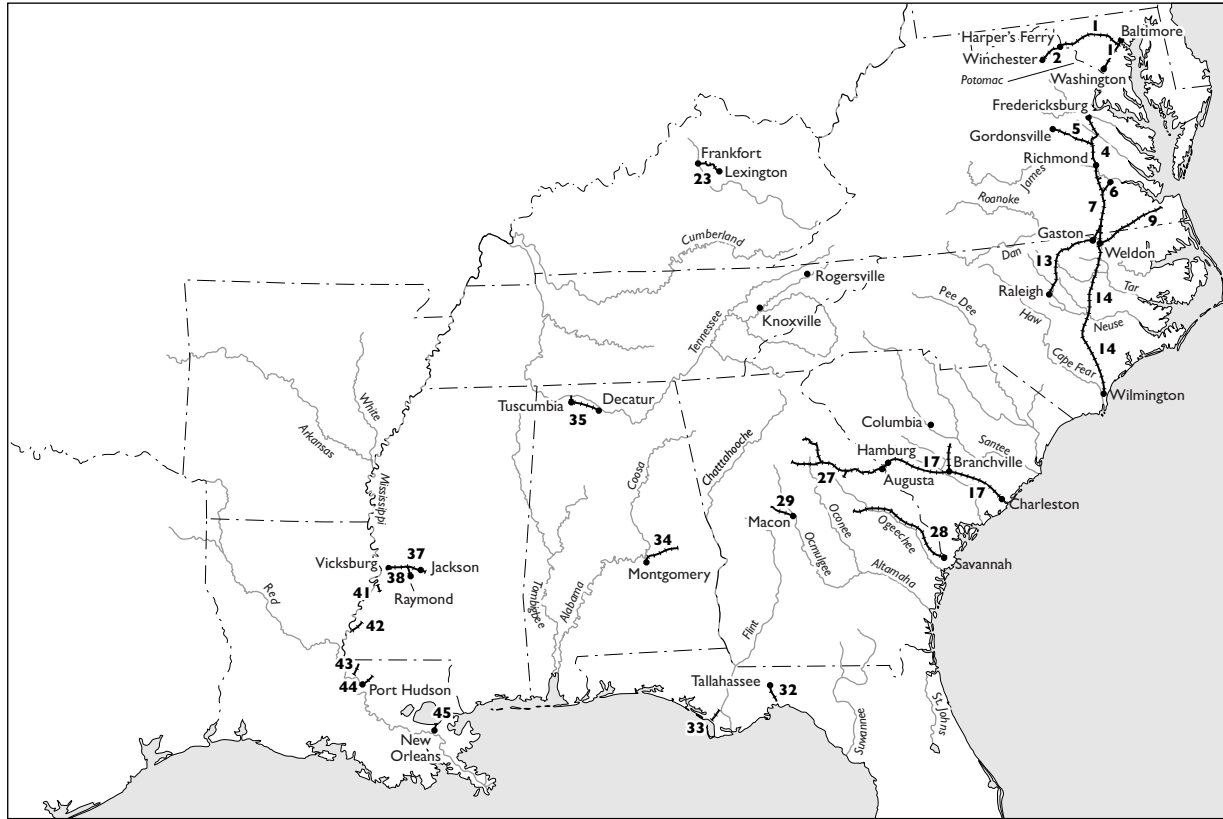 1
Harper's Ferry
Baltimore
1
2
Winchester
Potomac
Washington
Fredericksburg
5
Gordonsville
4
Frankfort
Richmond
23
Lexington
James
6
Roanoke
7
9
Gaston
Cumberland
Weldon
Dan
13
Rogersville
Raleigh
Tar
Pee Dee
14
Knoxville
Haw
Neuse
Tennessee
14
Cape Fear
White
Wilmington
Tuscumbia
Decatur
35
Columbia
Arkansas
Chatttahooche
Santee
Hamburg
17
Branchville
Coosa
27
Augusta
17
Mississippi
29
Charleston
Macon
Oconee
Ogeechee
28
34
37
Vicksburg
Jackson
Ocmulgee
Savannah
38
Montgomery
Altamaha
41
Raymond
Red
Tombigbee
Alabama
42
Flint
43
Tallahassee
44
Port Hudson
32
St. Johns
45
33
Suwannee
New
Orleans